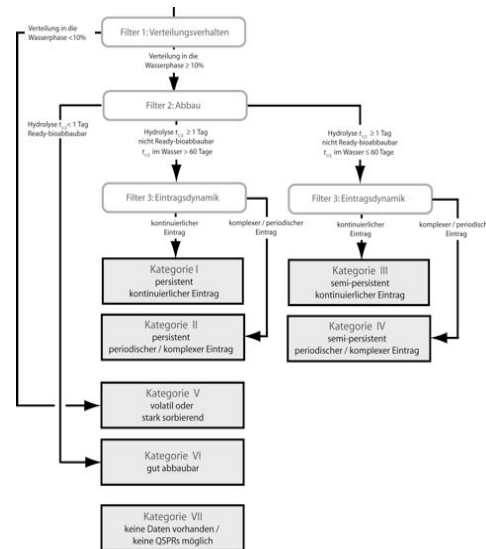 Verteilung in die
Wasserphase <10%
Filter 1: Verteilungsverhalten
Verteilung in die
Wasserphase ≥ 10%
Filter 2: Abbau
Hydrolyse t1/2 < 1 Tag
Ready-bioabbaubar
Hydrolyse t1/2 ≥ 1 Tag
nicht Ready-bioabbaubar
t1/2 im Wasser > 60 Tage
Hydrolyse t1/2 ≥ 1 Tag
nicht Ready-bioabbaubar
t1/2 im Wasser ≤ 60 Tage
Filter 3: Eintragsdynamik
Filter 3: Eintragsdynamik
kontinuierlicher
Eintrag
komplexer / periodischer
Eintrag
kontinuierlicher
Eintrag
komplexer / periodisch
Eintrag
Kategorie I
persistent
kontinuierlicher Eintrag
Kategorie III
semi-persistent
kontinuierlicher Eintrag
Kategorie II
persistent
periodischer / komplexer Eintrag
Kategorie IV
semi-persistent
periodischer / komplexer Eintrag
Kategorie V
volatil oder
stark sorbierend
Kategorie VI
gut abbaubar
Kategorie VII
keine Daten vorhanden /
keine QSPRs möglich